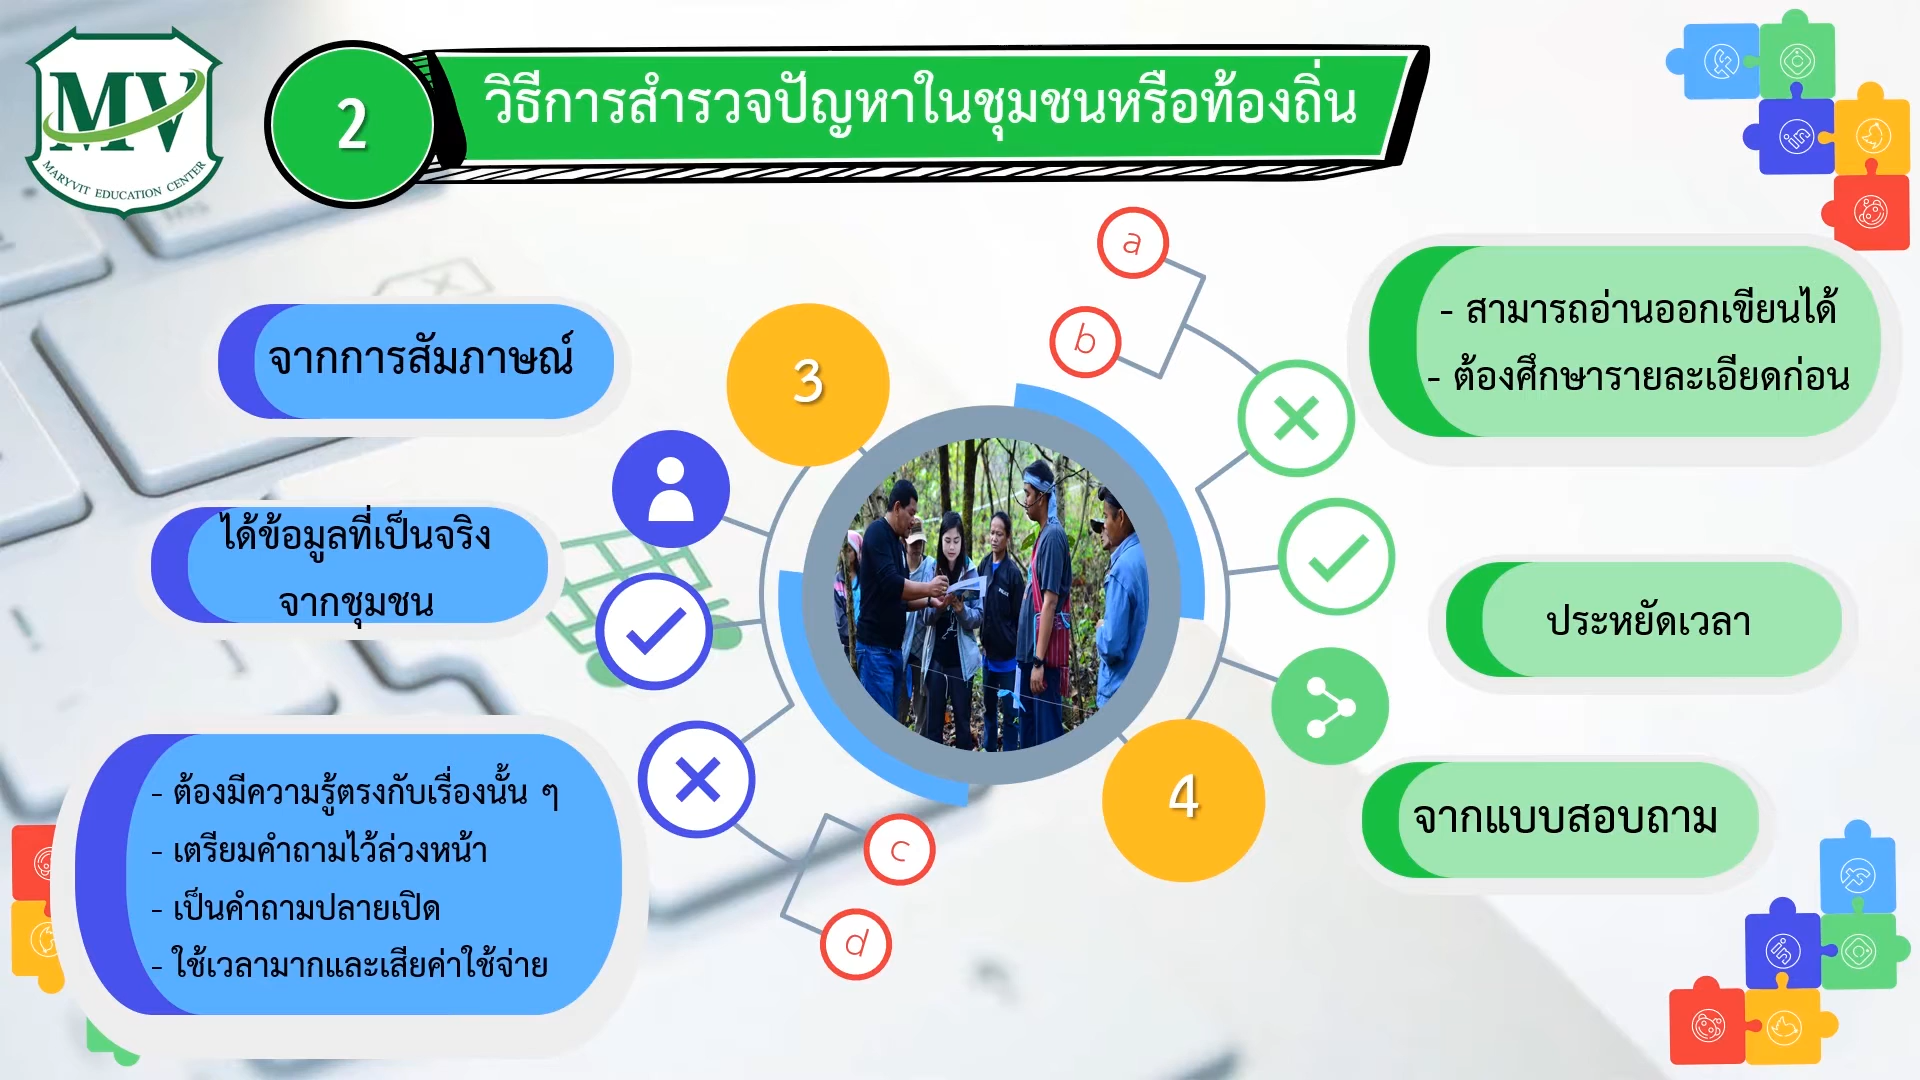 MV
MARYVIT EDUCATION CENTER
2
วิธีการสำรวจปัญหาในชุมชนหรือท้องถิ่น
3
จากการสัมภาษณ์
ได้ข้อมูลที่เป็นจริง
จากชุมชน
- ต้องมีความรู้ตรงกับเรื่องนั้น ๆ
- เตรียมคำถามไว้ล่วงหน้า
- เป็นคำถามปลายเปิด
- ใช้เวลามากและเสียค่าใช้จ่าย
c
d
a
b
- สามารถอ่านออกเขียนได้
- ต้องศึกษารายละเอียดก่อน
ประหยัดเวลา
4
จากแบบสอบถาม